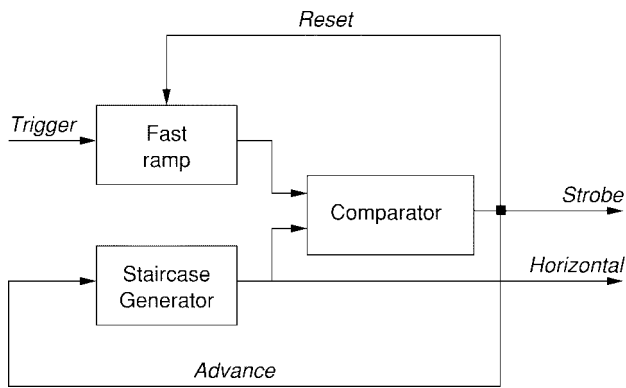 Reset
Trigger
Fast
ramp
Comparator
Strobe
Staircase
Generator
Horizontal
Advance